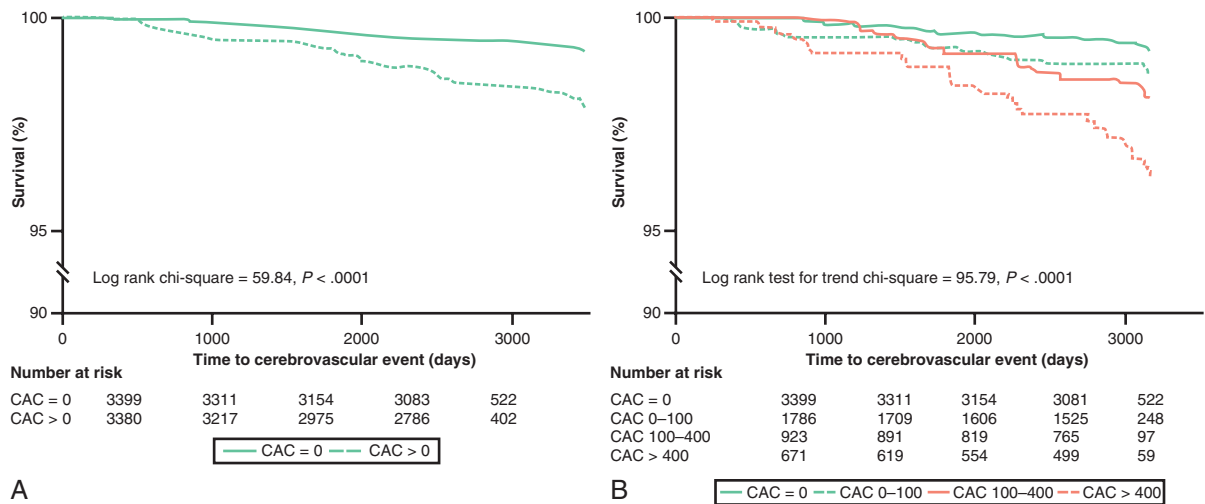 100
95
90
Survival (%)
Log rank chi-square = 59.84, P < .0001
0 1000 2000 3000
Time to cerebrovascular event (days)
Number at risk
CAC = 0 3399 3311 3154 3083 522
CAC > 0 3380 3217 2975 2786 402
CAC = 0 CAC > 0
A
100
95
90
Survival (%)
Log rank test for trend chi-square = 95.79, P < .0001
0 1000 2000 3000
Time to cerebrovascular event (days)
Number at risk
CAC = 0 3399 3311 3154 3081 522
CAC 0–100 1786 1709 1606 1525 248
CAC 100–400 923 891 819 765 97
CAC > 400 671 619 554 499 59
CAC = 0 CAC 0–100 CAC 100–400 CAC > 400
B